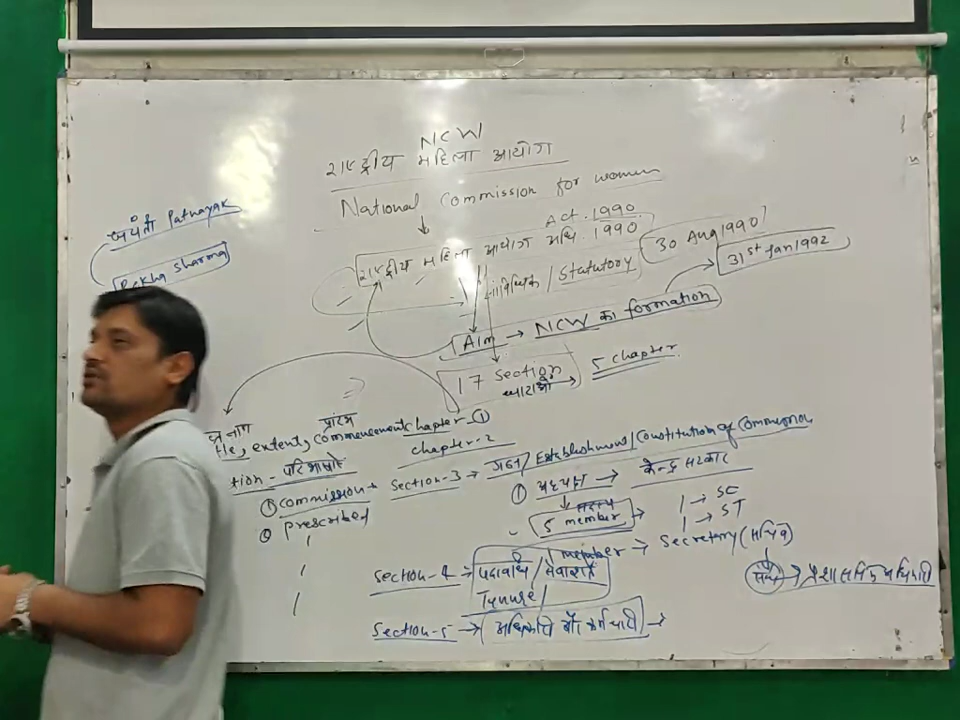 NCW
राष्ट्रीय महिला आयोग
National Commission for women
Act. 1990
राष्ट्रीय महिला आयोग अधि. 1990
30 Aug 1990
31st Jan 1992
सांविधिक / Statutory
जयंती Patnayak
Rekha Sharma
Aim → NCW का formation
17 Section
धाराओं
5 chapter
प्रारंभ
extent, commencement chapter-①
chapter-2
tion - परिभाषाएं
① commission
② prescribed
Section-3 → गठन / Establishment / Constitution of Commission
① अध्यक्ष → केन्द्र सरकार
सदस्य
5 member →
1 → SC
1 → ST
1 member → Secretary (सचिव)
→ प्रशासनिक अधिकारी
Section-4 → पदावधि / सेवा शर्तें
Tenure /
Section-5 → अधिकारी और कर्मचारी →